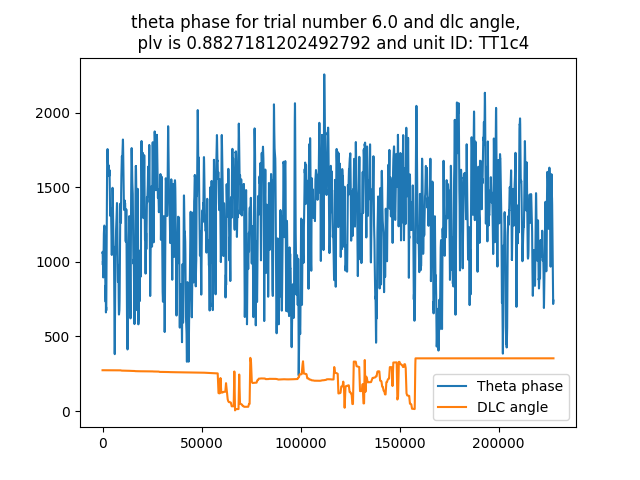 theta phase for trial number 6.0 and dlc angle,
plv is 0.8827181202492792 and unit ID: TT1c4
2000
1500
1000
500
0
0
50000
100000
150000
200000
Theta phase
DLC angle